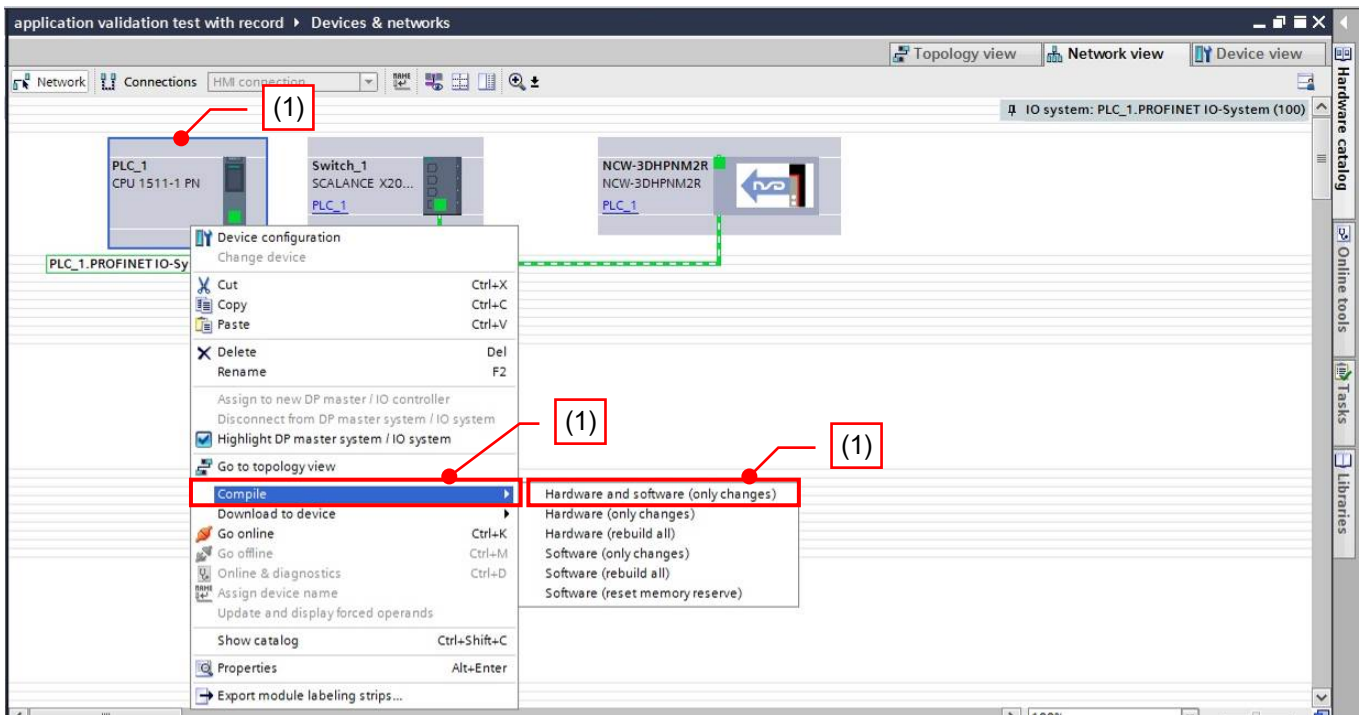 application validation test with record ▸ Devices & networks
Topology view
Network view
Device view
Network
Connections
HMI connection
IO system: PLC_1.PROFINET IO-System (100)
(1)
PLC_1
CPU 1511-1 PN
Switch_1
SCALANCE X20...
PLC_1
NCW-3DHPNM2R
NCW-3DHPNM2R
PLC_1
PLC_1.PROFINET IO-Sy
Device configuration
Change device
Cut Ctrl+X
Copy Ctrl+C
Paste Ctrl+V
Delete Del
Rename F2
Assign to new DP master / IO controller
Disconnect from DP master system / IO system
Highlight DP master system / IO system
Go to topology view
(1)
(1)
Compile
Download to device
Go online Ctrl+K
Go offline Ctrl+M
Online & diagnostics Ctrl+D
Assign device name
Update and display forced operands
Show catalog Ctrl+Shift+C
Properties Alt+Enter
Export module labeling strips...
Hardware and software (only changes)
Hardware (only changes)
Hardware (rebuild all)
Software (only changes)
Software (rebuild all)
Software (reset memory reserve)
Hardware catalog
Online tools
Tasks
Libraries
100%